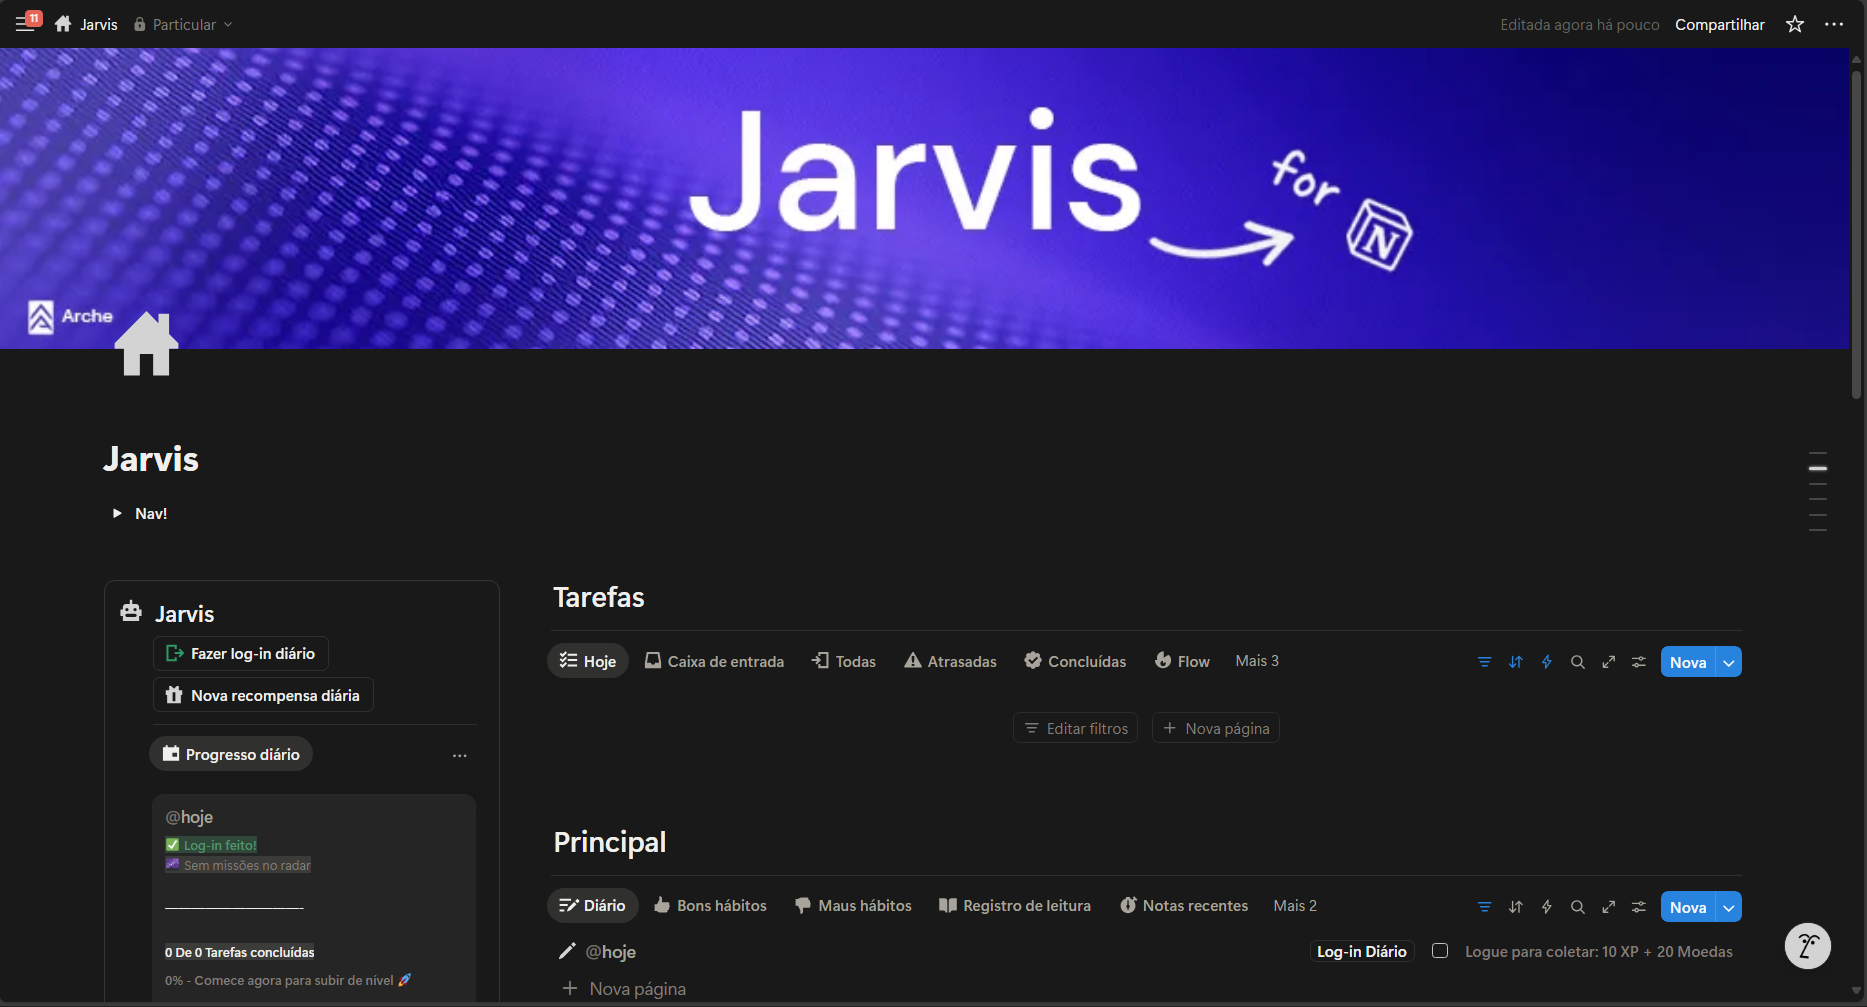 11
Jarvis
Particular
Editada agora há pouco
Compartilhar
Jarvis
for
N
Arche
Jarvis
Nav!
Jarvis
Fazer log-in diário
Nova recompensa diária
Progresso diário
@hoje
✅ Log-in feito!
🌌 Sem missões no radar
—————————————-
0 De 0 Tarefas concluídas
0% - Comece agora para subir de nível 🚀
Tarefas
Hoje Caixa de entrada Todas Atrasadas Concluídas Flow Mais 3
Nova
Editar filtros
+ Nova página
Principal
Diário Bons hábitos Maus hábitos Registro de leitura Notas recentes Mais 2
Nova
@hoje Log-in Diário Logue para coletar: 10 XP + 20 Moedas
+ Nova página